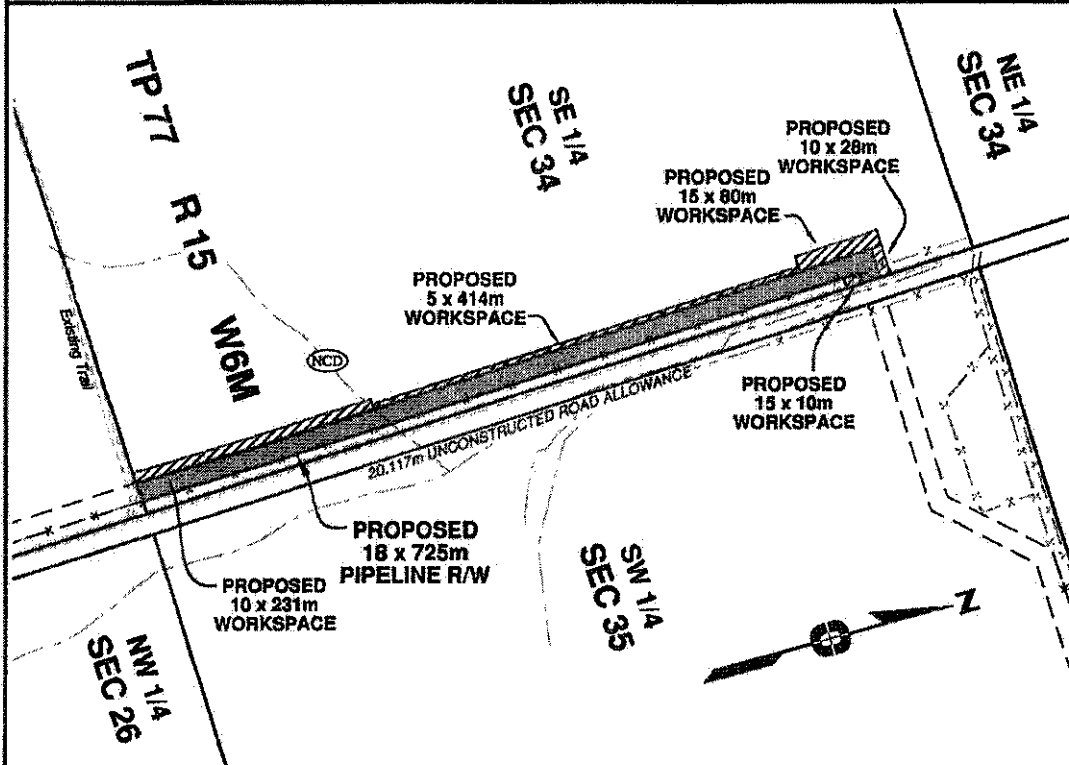 TP 77
R 15
W6M
SE 1/4
SEC 34
NE 1/4
SEC 34
PROPOSED
10 x 28m
WORKSPACE
PROPOSED
15 x 80m
WORKSPACE
PROPOSED
5 x 414m
WORKSPACE
Existing Trail
NCD
PROPOSED
15 x 10m
WORKSPACE
20.117m UNCONSTRUCTED ROAD ALLOWANCE
PROPOSED
18 x 725m
PIPELINE R/W
PROPOSED
10 x 231m
WORKSPACE
SW 1/4
SEC 35
NW 1/4
SEC 26
N